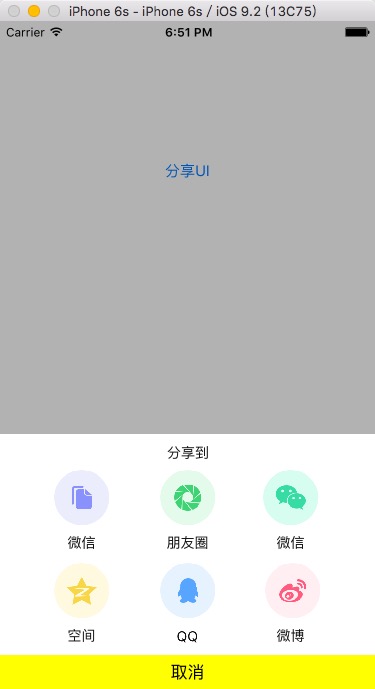 iPhone 6s - iPhone 6s / iOS 9.2 (13C75)
Carrier 6:51 PM
分享UI
分享到
微信 朋友圈 微信
空间 QQ 微博
取消